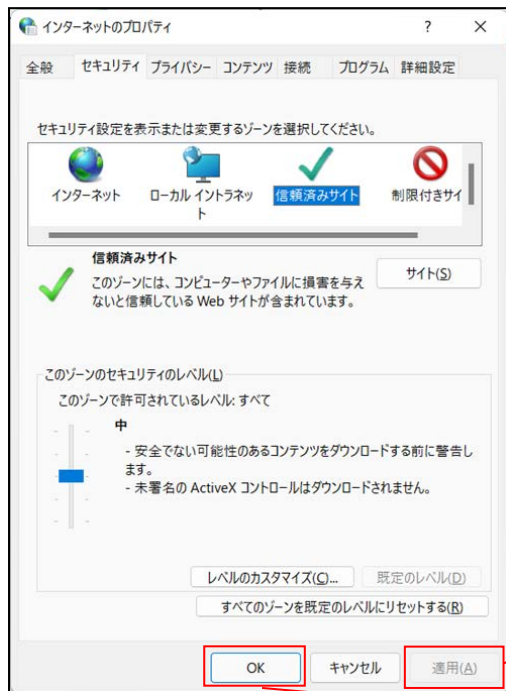 インターネットのプロパティ
?
×
全般 セキュリティ プライバシー コンテンツ 接続 プログラム 詳細設定
セキュリティ設定を表示または変更するゾーンを選択してください。
インターネット
ローカル イントラネッ
ト
信頼済みサイト
制限付きサイ
信頼済みサイト
このゾーンには、コンピューターやファイルに損害を与え
ないと信頼している Web サイトが含まれています。
サイト(S)
このゾーンのセキュリティのレベル(L)
このゾーンで許可されているレベル: すべて
中
- 安全でない可能性のあるコンテンツをダウンロードする前に警告し
ます。
- 未署名の ActiveX コントロールはダウンロードされません。
レベルのカスタマイズ(C)... 既定のレベル(D)
すべてのゾーンを既定のレベルにリセットする(R)
OK キャンセル 適用(A)